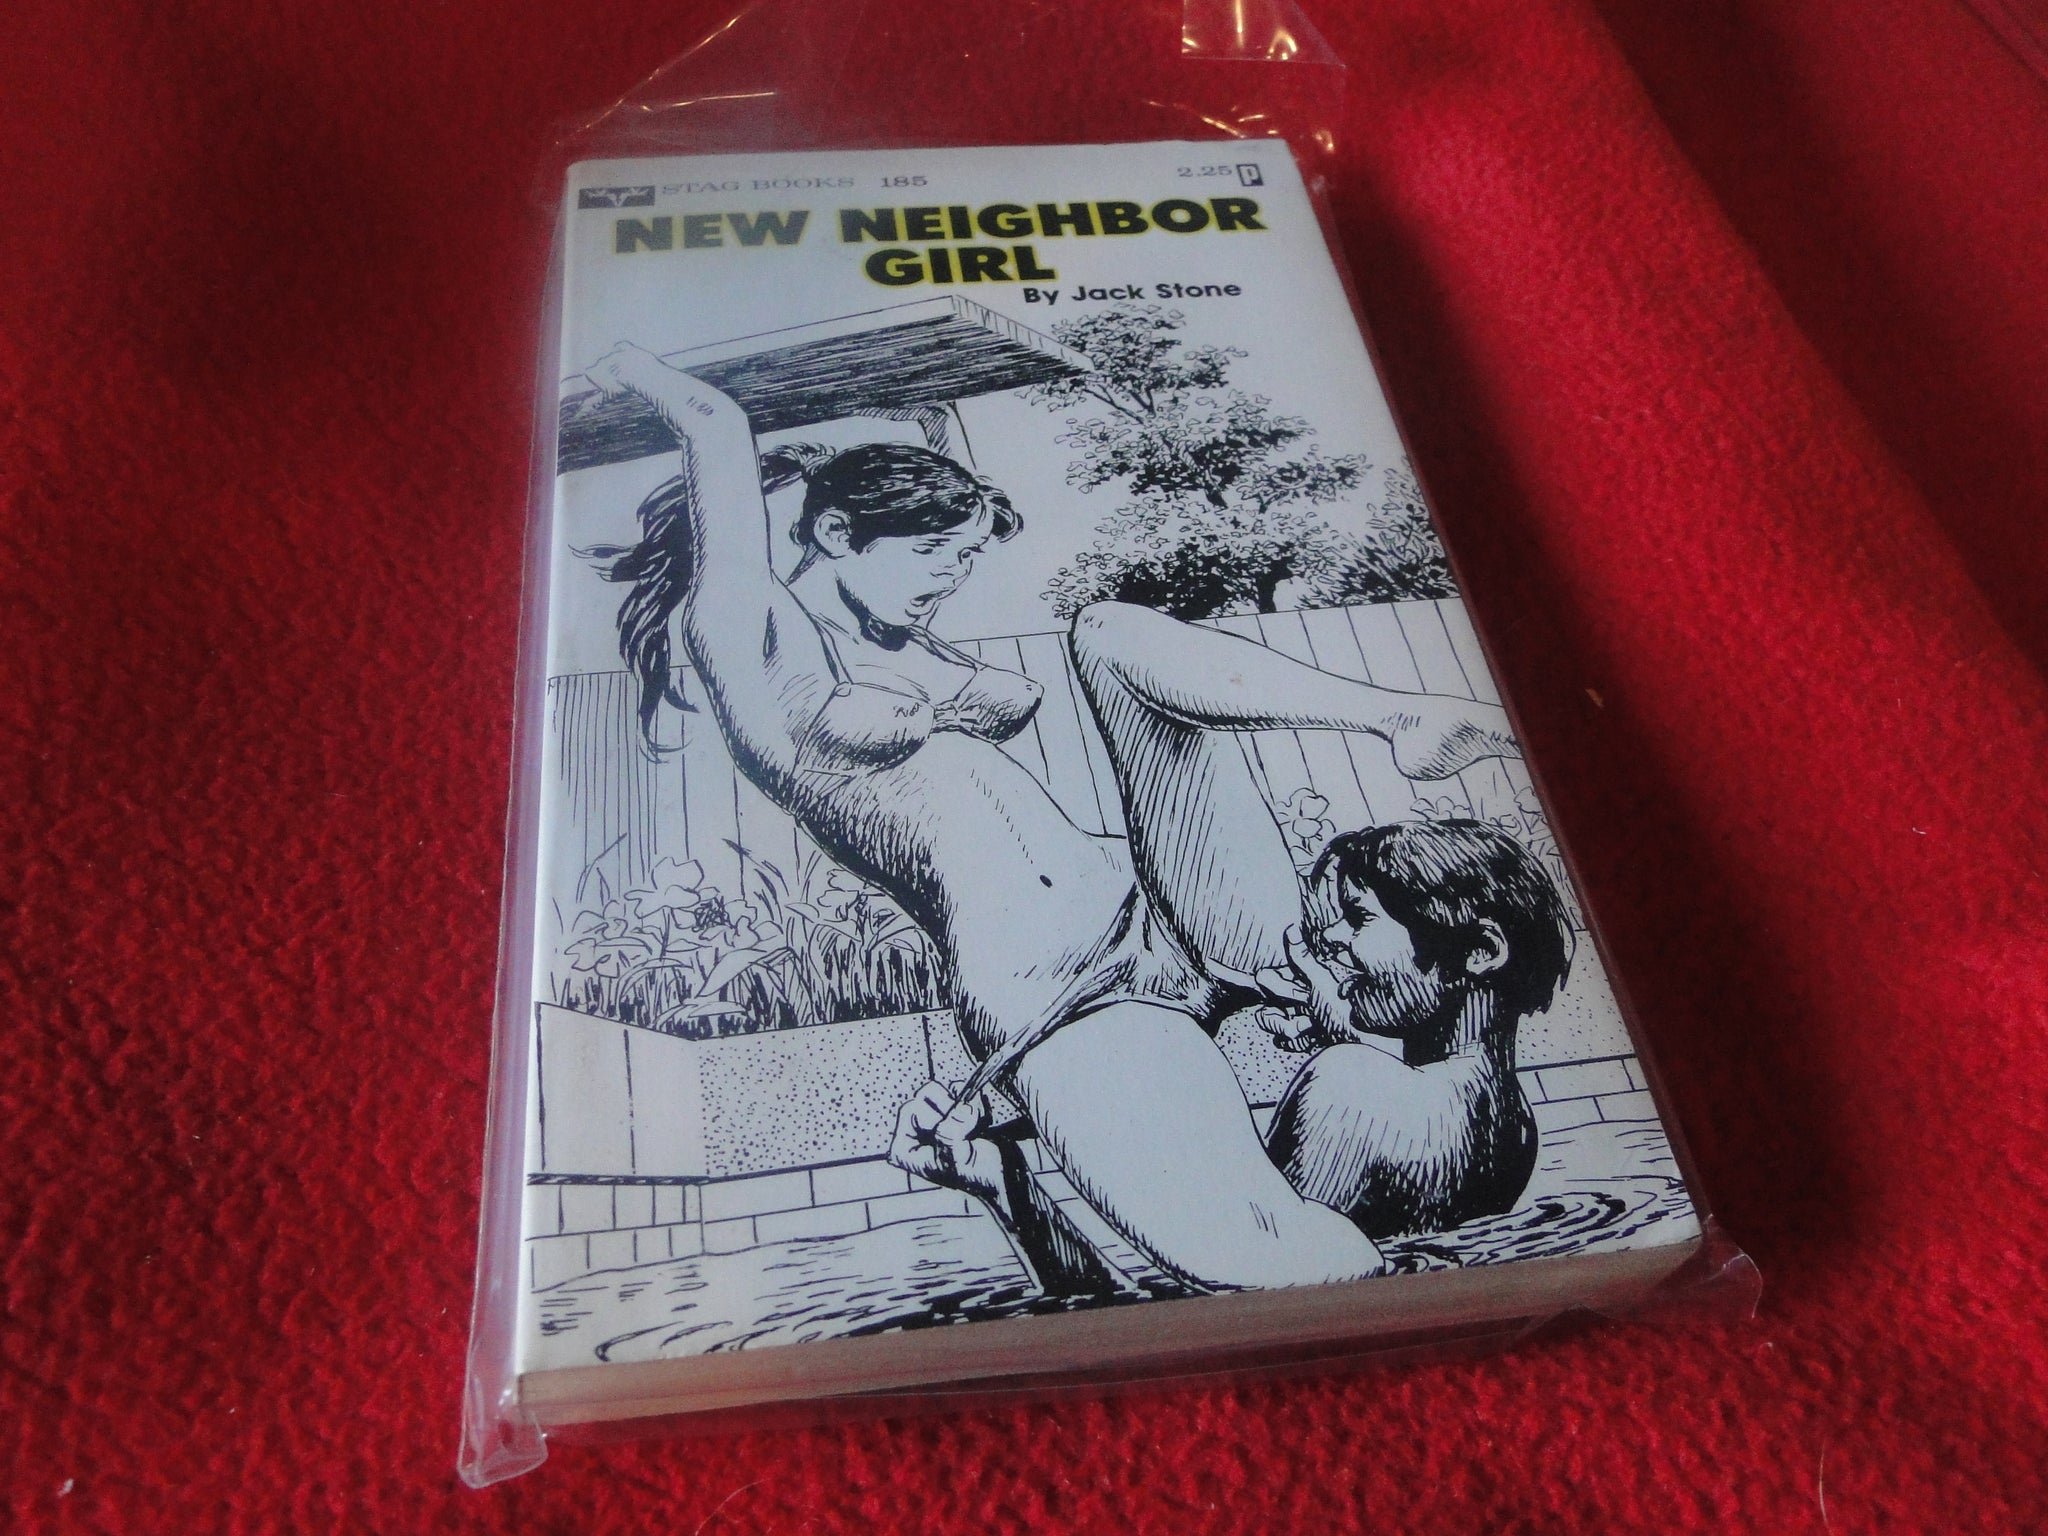 STAG BOOKS 185
2.25 P
NEW NEIGHBOR
GIRL
By Jack Stone